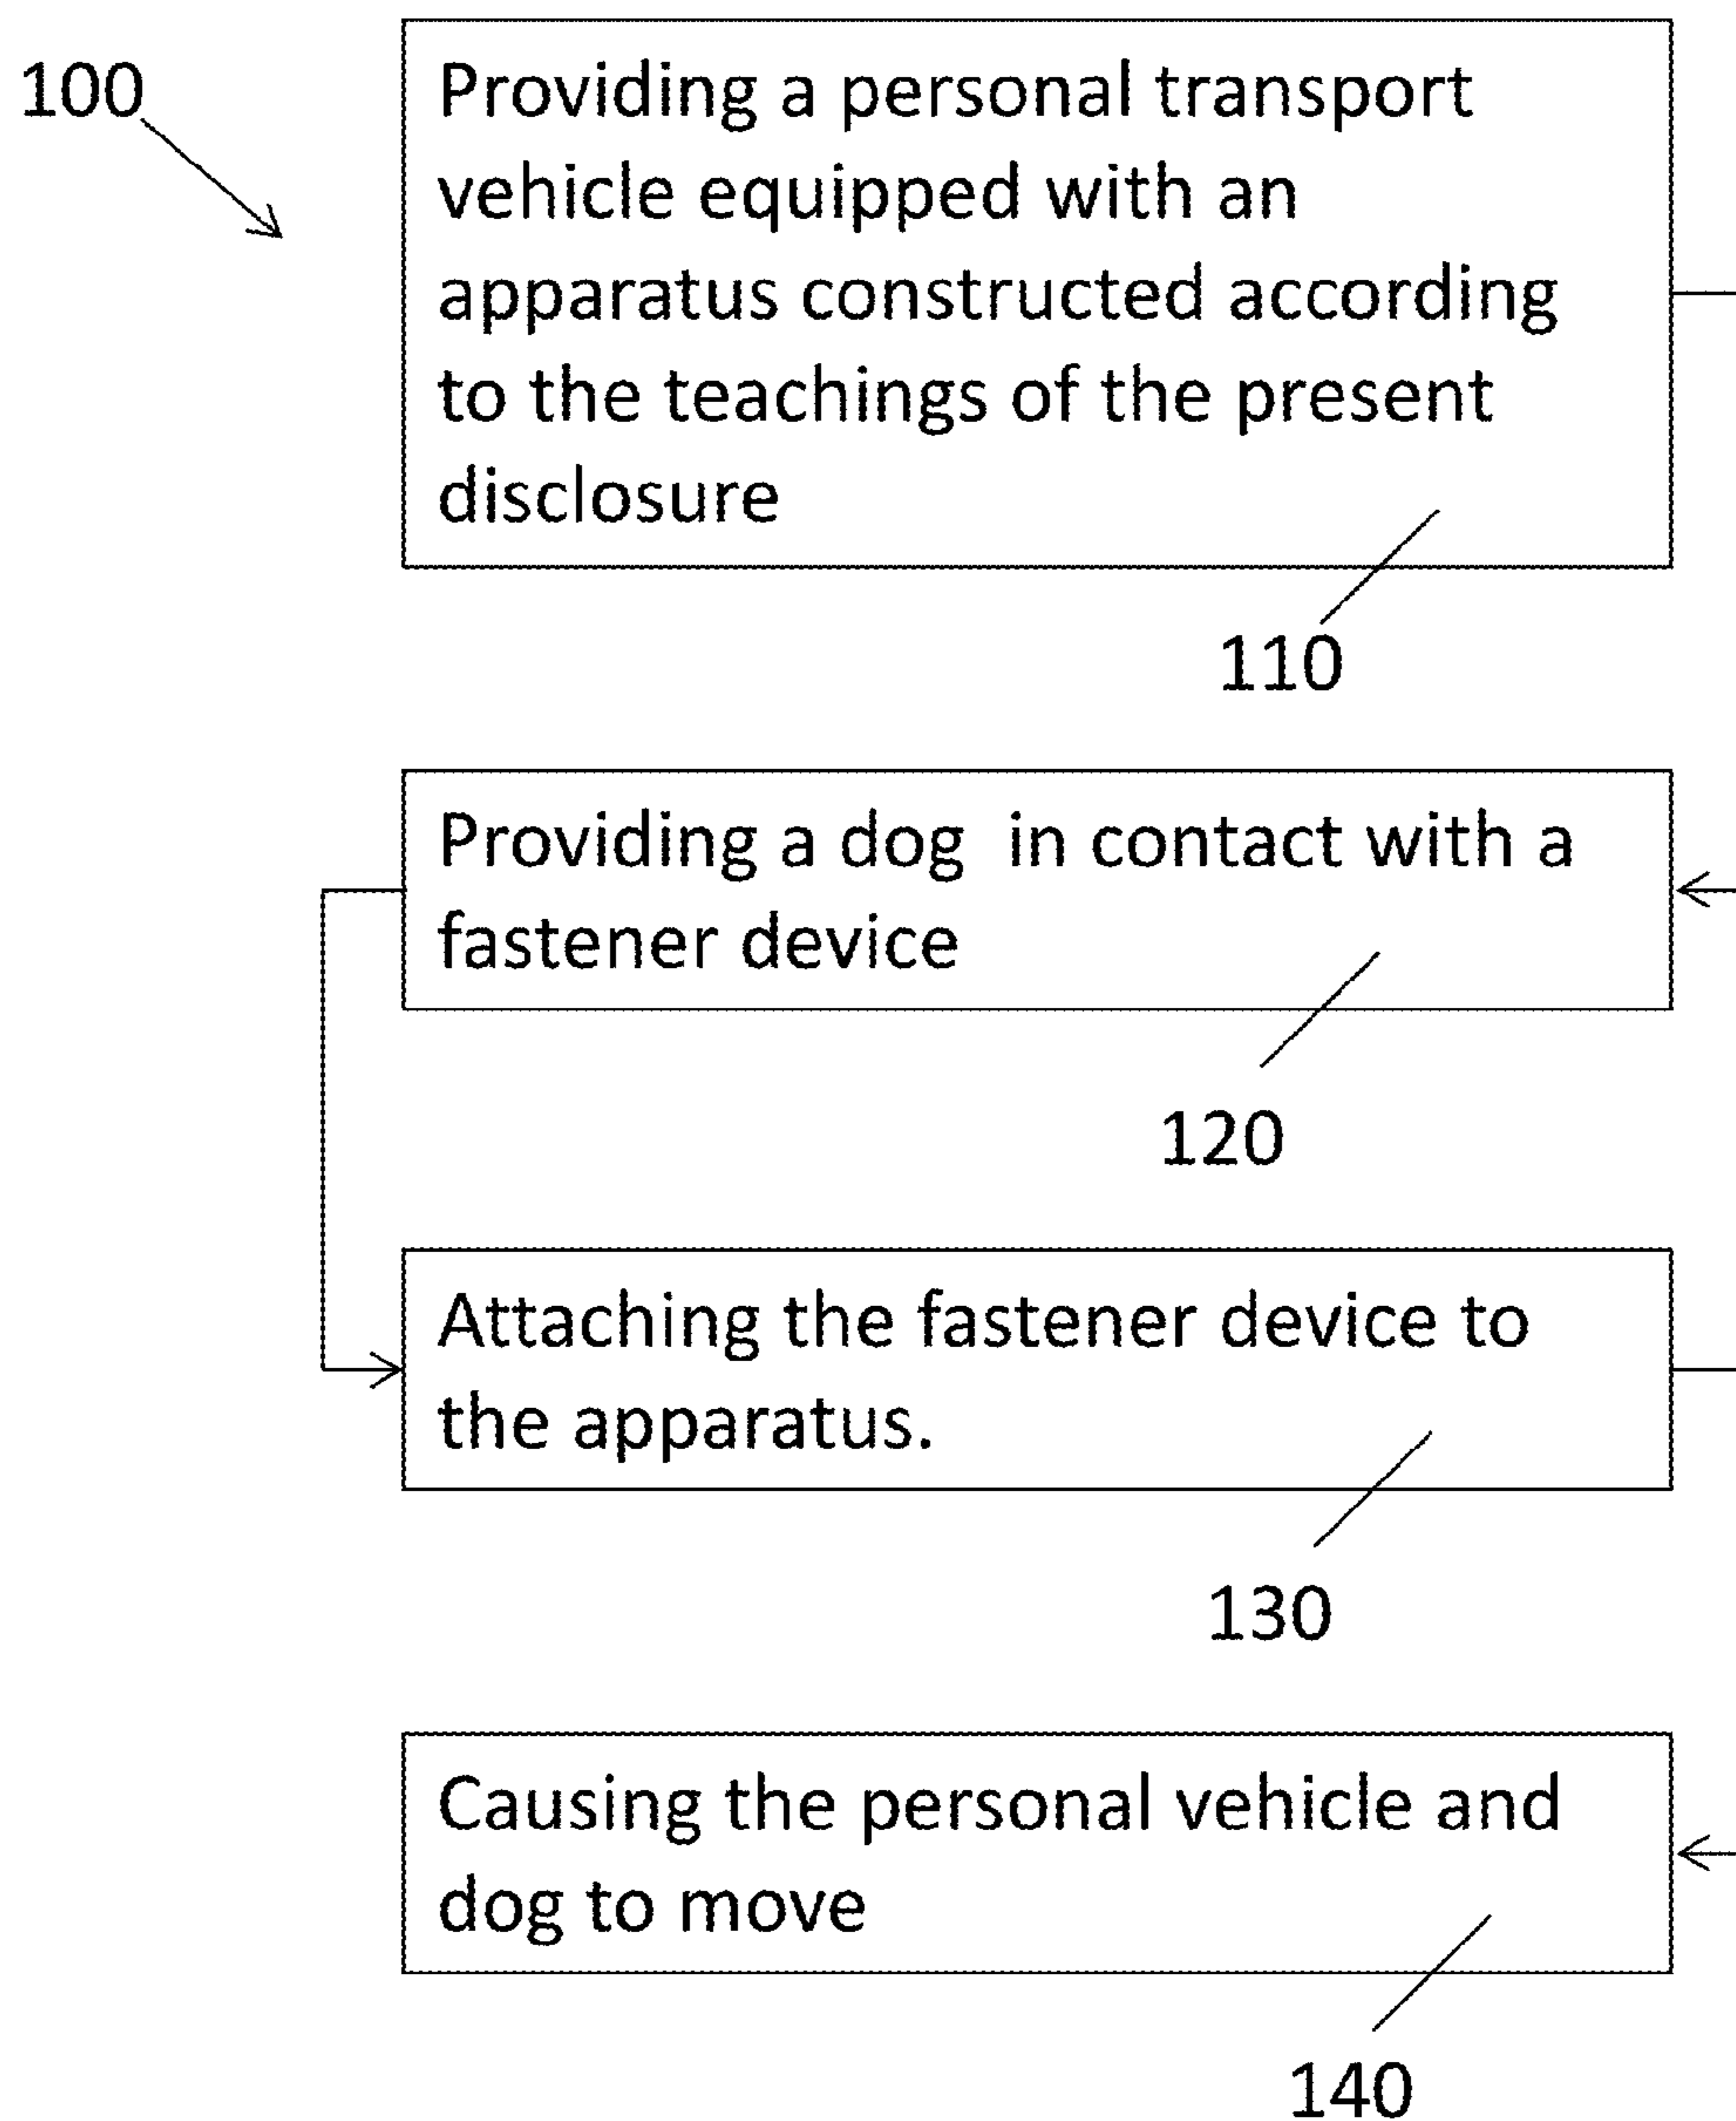 100
Providing a personal transport
vehicle equipped with an
apparatus constructed according
to the teachings of the present
disclosure
110
Providing a dog  in contact with a
fastener device
120
Attaching the fastener device to
the apparatus.
130
Causing the personal vehicle and
dog to move
140